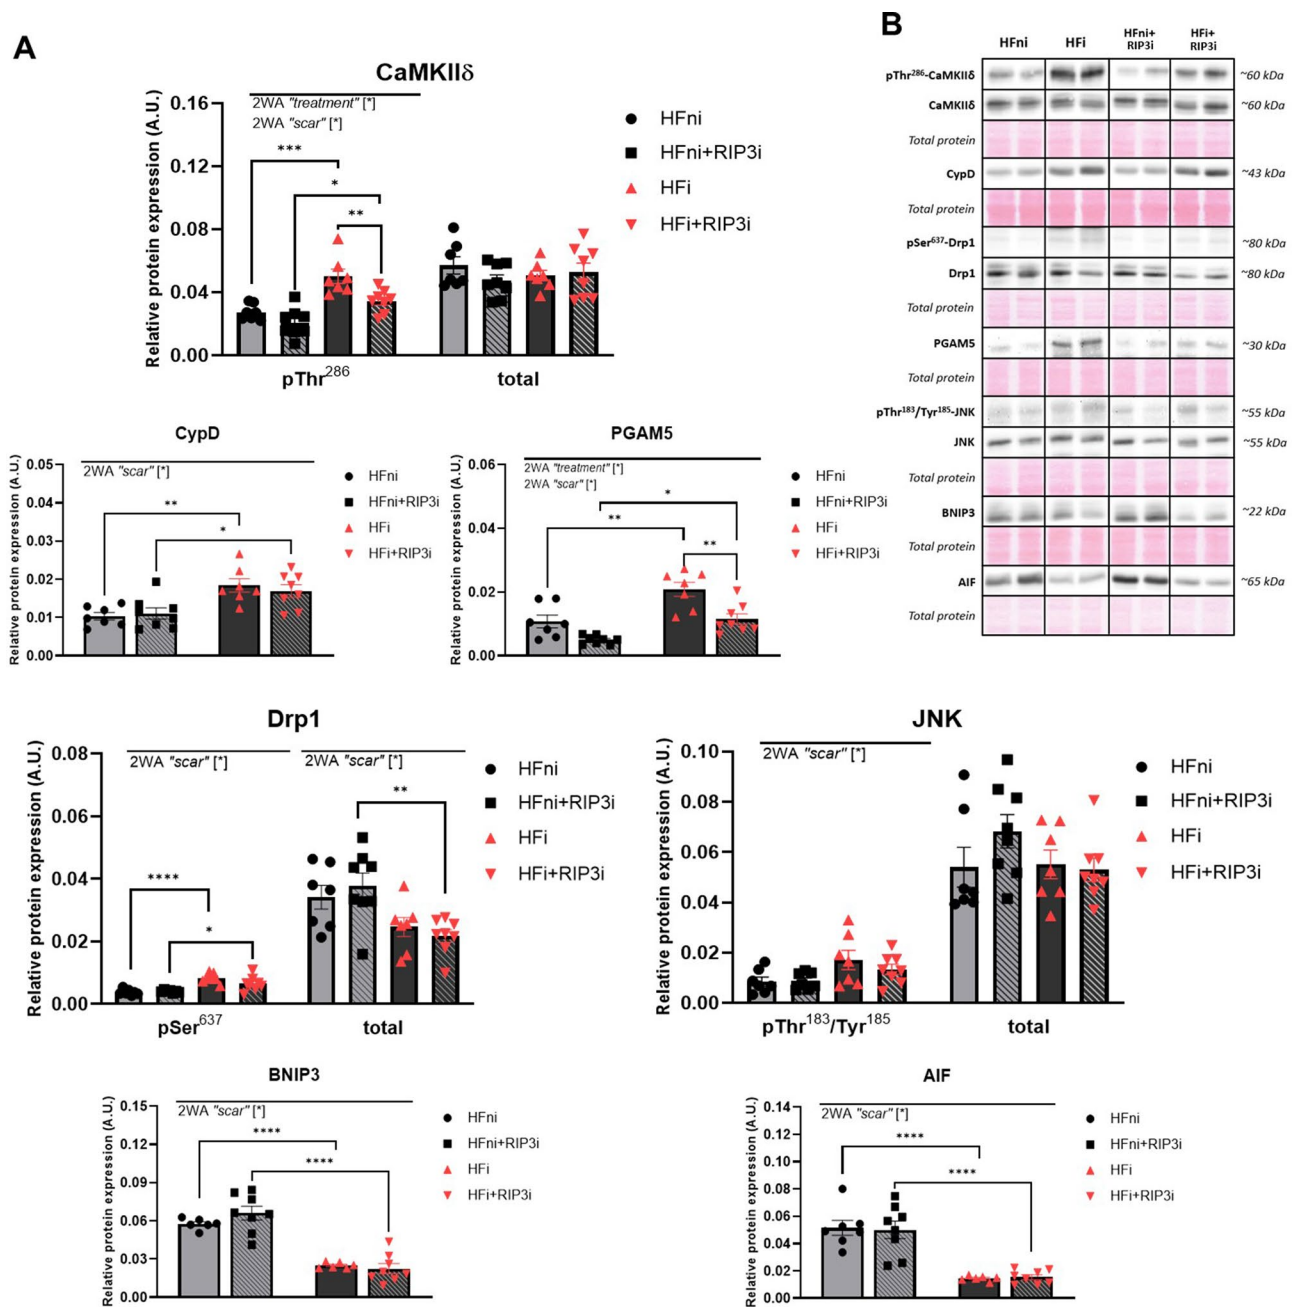 A
CaMKIIδ
Relative protein expression (A.U.)
0.16
0.12
0.08
0.04
0.00
2WA "treatment" [*]
2WA "scar" [*]
***
*
**
pThr286
total
HFni
HFni+RIP3i
HFi
HFi+RIP3i
B
HFni
HFi
HFni+
RIP3i
HFi+
RIP3i
pThr286-CaMKIIδ
~60 kDa
CaMKIIδ
~60 kDa
Total protein
CypD
~43 kDa
Total protein
pSer637-Drp1
~80 kDa
Drp1
~80 kDa
Total protein
PGAM5
~30 kDa
Total protein
pThr183/Tyr185-JNK
~55 kDa
JNK
~55 kDa
Total protein
BNIP3
~22 kDa
Total protein
AIF
~65 kDa
Total protein
CypD
Relative protein expression (A.U.)
0.05
0.04
0.03
0.02
0.01
0.00
2WA "scar" [*]
**
*
HFni
HFni+RIP3i
HFi
HFi+RIP3i
PGAM5
Relative protein expression (A.U.)
0.06
0.04
0.02
0.00
2WA "treatment" [*]
2WA "scar" [*]
*
**
**
HFni
HFni+RIP3i
HFi
HFi+RIP3i
Drp1
Relative protein expression (A.U.)
0.08
0.06
0.04
0.02
0.00
2WA "scar" [*]
2WA "scar" [*]
**
****
*
pSer637
total
HFni
HFni+RIP3i
HFi
HFi+RIP3i
JNK
Relative protein expression (A.U.)
0.10
0.08
0.06
0.04
0.02
0.00
2WA "scar" [*]
pThr183/Tyr185
total
HFni
HFni+RIP3i
HFi
HFi+RIP3i
BNIP3
Relative protein expression (A.U.)
0.15
0.12
0.09
0.06
0.03
0.00
2WA "scar" [*]
****
****
HFni
HFni+RIP3i
HFi
HFi+RIP3i
AIF
Relative protein expression (A.U.)
0.14
0.12
0.10
0.08
0.06
0.04
0.02
0.00
2WA "scar" [*]
****
****
HFni
HFni+RIP3i
HFi
HFi+RIP3i